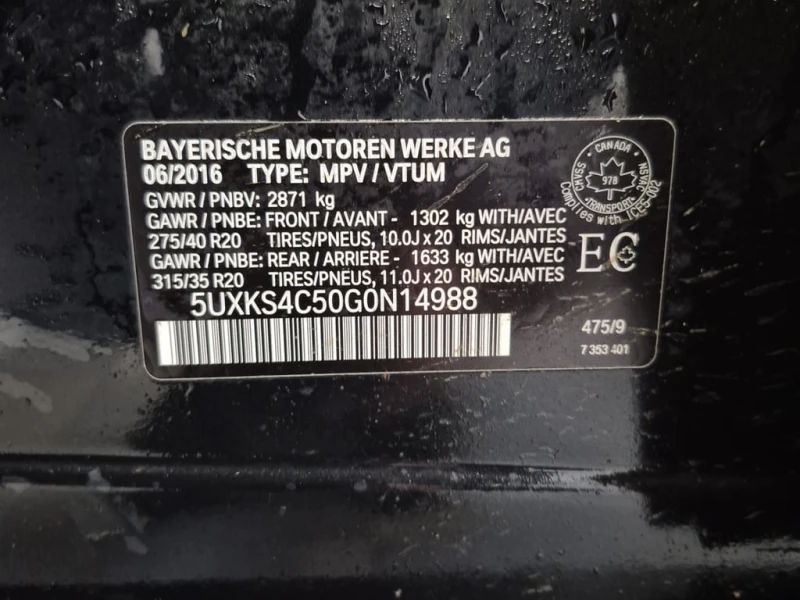 BAYERISCHE MOTOREN WERKE AG
06/2016 TYPE: MPV / VTUM
GVWR / PNBV: 2871 kg
GAWR / PNBE: FRONT / AVANT - 1302 kg WITH/AVEC
275/40 R20 TIRES/PNEUS, 10.0J x 20 RIMS/JANTES
GAWR / PNBE: REAR / ARRIERE - 1633 kg WITH/AVEC
315/35 R20 TIRES/PNEUS, 11.0J x 20 RIMS/JANTES
5UXKS4C50G0N14988
CANADA
CMVSS
NSVAC
978
TRANSPORT
Complies with ICES-002
EC
475/9
7 353 401